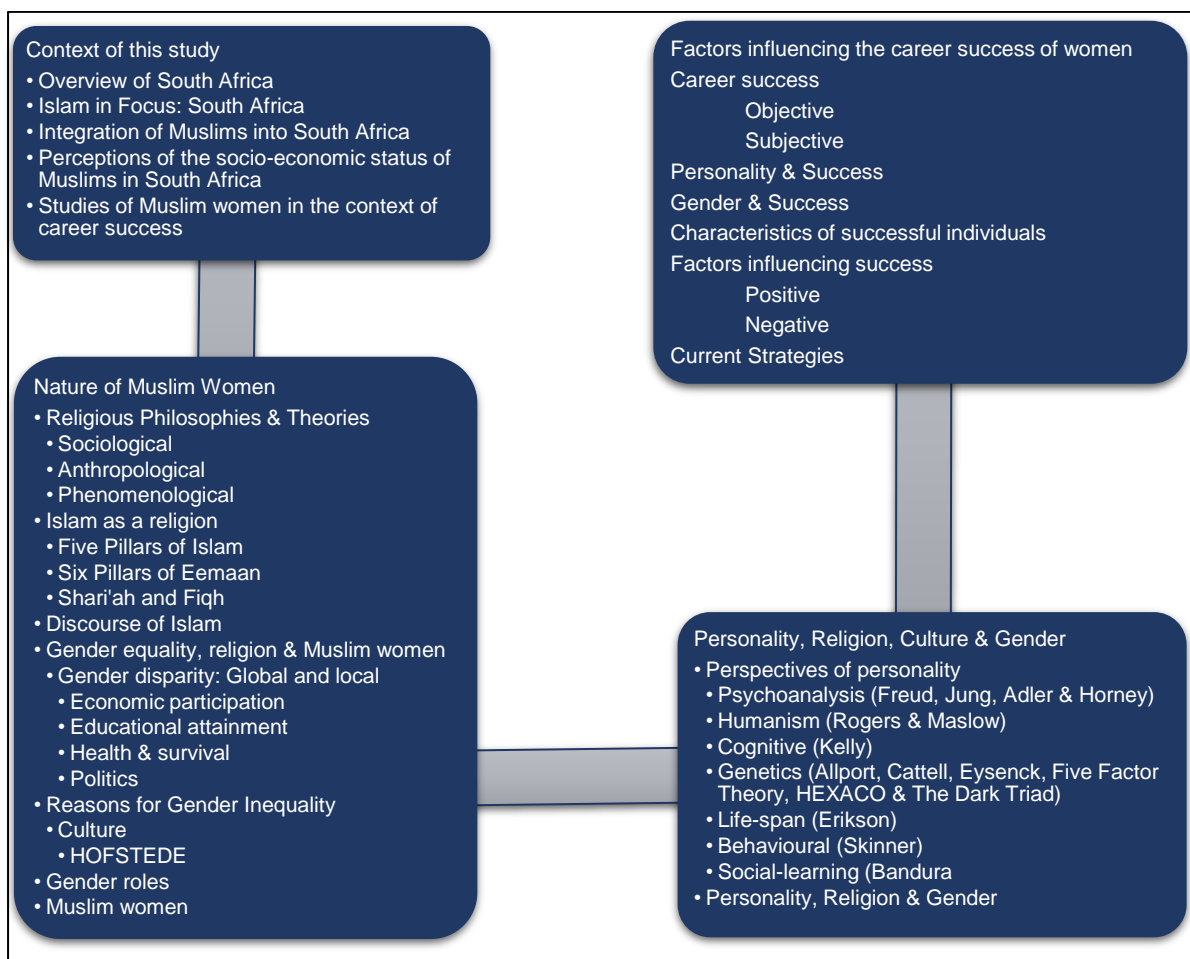 Context of this study
• Overview of South Africa
• Islam in Focus: South Africa
• Integration of Muslims into South Africa
• Perceptions of the socio-economic status of
Muslims in South Africa
• Studies of Muslim women in the context of
career success
Nature of Muslim Women
• Religious Philosophies & Theories
• Sociological
• Anthropological
• Phenomenological
• Islam as a religion
• Five Pillars of Islam
• Six Pillars of Eemaan
• Shari'ah and Fiqh
• Discourse of Islam
• Gender equality, religion & Muslim women
• Gender disparity: Global and local
• Economic participation
• Educational attainment
• Health & survival
• Politics
• Reasons for Gender Inequality
• Culture
• HOFSTEDE
• Gender roles
• Muslim women
Personality, Religion, Culture & Gender
• Perspectives of personality
• Psychoanalysis (Freud, Jung, Adler & Horney)
• Humanism (Rogers & Maslow)
• Cognitive (Kelly)
• Genetics (Allport, Cattell, Eysenck, Five Factor
Theory, HEXACO & The Dark Triad)
• Life-span (Erikson)
• Behavioural (Skinner)
• Social-learning (Bandura
• Personality, Religion & Gender
Factors influencing the career success of women
Career success
Objective
Subjective
Personality & Success
Gender & Success
Characteristics of successful individuals
Factors influencing success
Positive
Negative
Current Strategies